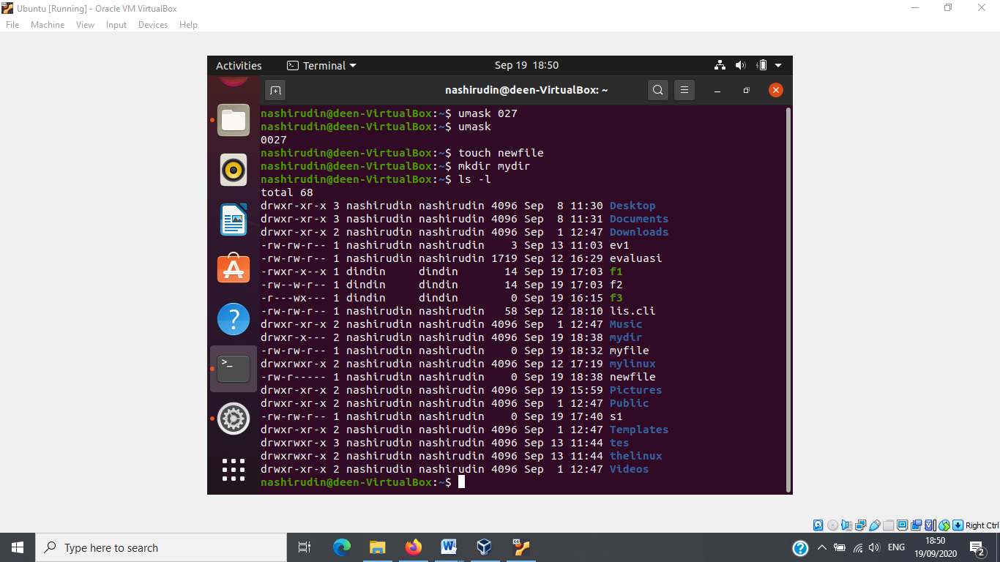 Ubuntu [Running] - Oracle VM VirtualBox
File Machine View Input Devices Help
Activities Terminal Sep 19 18:50
nashirudin@deen-VirtualBox: ~
nashirudin@deen-VirtualBox:~$ umask 027
nashirudin@deen-VirtualBox:~$ umask
0027
nashirudin@deen-VirtualBox:~$ touch newfile
nashirudin@deen-VirtualBox:~$ mkdir mydir
nashirudin@deen-VirtualBox:~$ ls -l
total 68
drwxr-xr-x 3 nashirudin nashirudin 4096 Sep  8 11:30 Desktop
drwxr-xr-x 3 nashirudin nashirudin 4096 Sep  8 11:31 Documents
drwxr-xr-x 2 nashirudin nashirudin 4096 Sep  1 12:47 Downloads
-rw-rw-r-- 1 nashirudin nashirudin    3 Sep 13 11:03 ev1
-rw-rw-r-- 1 nashirudin nashirudin 1719 Sep 12 16:29 evaluasi
-rwxr-x--x 1 dindin     dindin       14 Sep 19 17:03 f1
-rw--w-r-- 1 dindin     dindin       14 Sep 19 17:03 f2
-r---wx--- 1 dindin     dindin        0 Sep 19 16:15 f3
-rw-rw-r-- 1 nashirudin nashirudin   58 Sep 12 18:10 lis.cli
drwxr-xr-x 2 nashirudin nashirudin 4096 Sep  1 12:47 Music
drwxr-x--- 2 nashirudin nashirudin 4096 Sep 19 18:38 mydir
-rw-rw-r-- 1 nashirudin nashirudin    0 Sep 19 18:32 myfile
drwxrwxr-x 2 nashirudin nashirudin 4096 Sep 12 17:19 mylinux
-rw-r----- 1 nashirudin nashirudin    0 Sep 19 18:38 newfile
drwxr-xr-x 2 nashirudin nashirudin 4096 Sep 19 15:59 Pictures
drwxr-xr-x 2 nashirudin nashirudin 4096 Sep  1 12:47 Public
-rw-rw-r-- 1 nashirudin nashirudin    0 Sep 19 17:40 s1
drwxr-xr-x 2 nashirudin nashirudin 4096 Sep  1 12:47 Templates
drwxrwxr-x 3 nashirudin nashirudin 4096 Sep 13 11:44 tes
drwxrwxr-x 2 nashirudin nashirudin 4096 Sep 13 11:44 thelinux
drwxr-xr-x 2 nashirudin nashirudin 4096 Sep  1 12:47 Videos
nashirudin@deen-VirtualBox:~$
Right Ctrl
Type here to search
ENG
18:50
19/09/2020
2